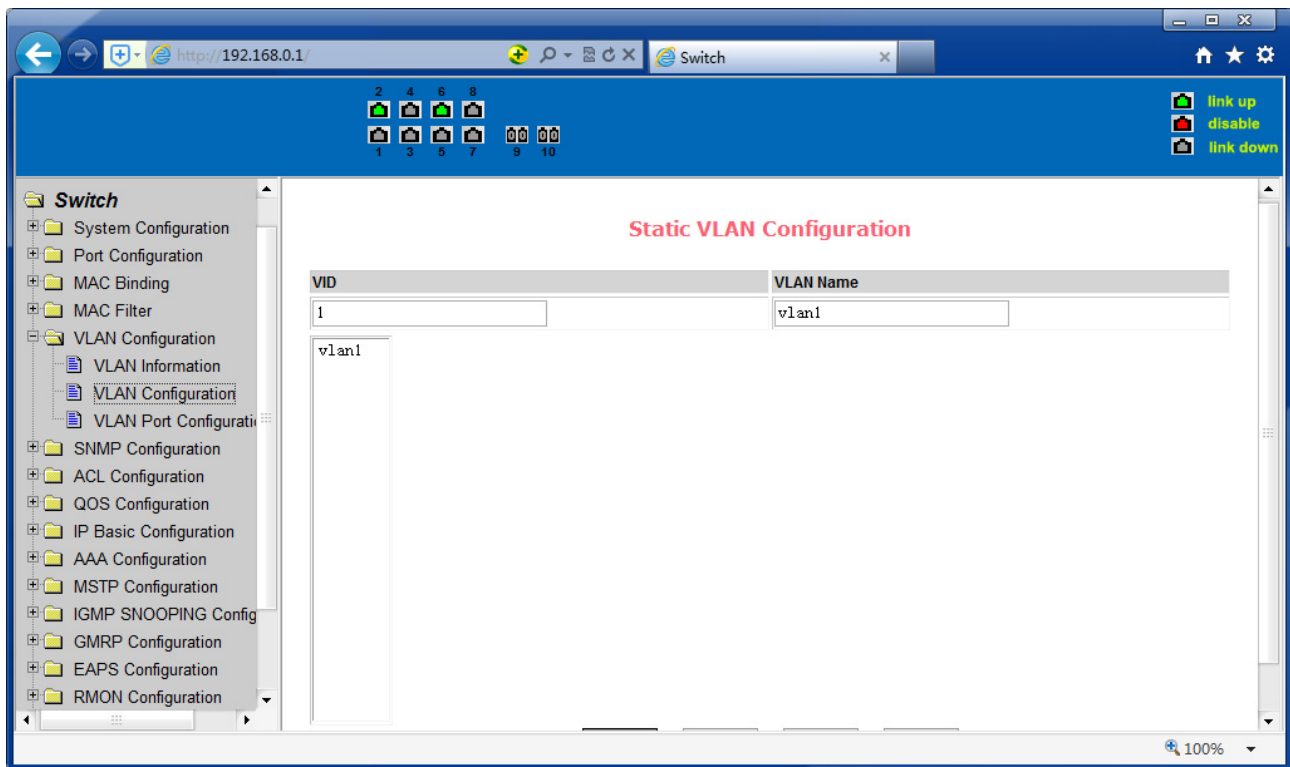 http://192.168.0.1/
Switch
2 4 6 8
1 3 5 7 9 10
link up
disable
link down
Switch
System Configuration
Port Configuration
MAC Binding
MAC Filter
VLAN Configuration
VLAN Information
VLAN Configuration
VLAN Port Configurati
SNMP Configuration
ACL Configuration
QOS Configuration
IP Basic Configuration
AAA Configuration
MSTP Configuration
IGMP SNOOPING Config
GMRP Configuration
EAPS Configuration
RMON Configuration
Static VLAN Configuration
VID VLAN Name
1 vlan1
vlan1
100%